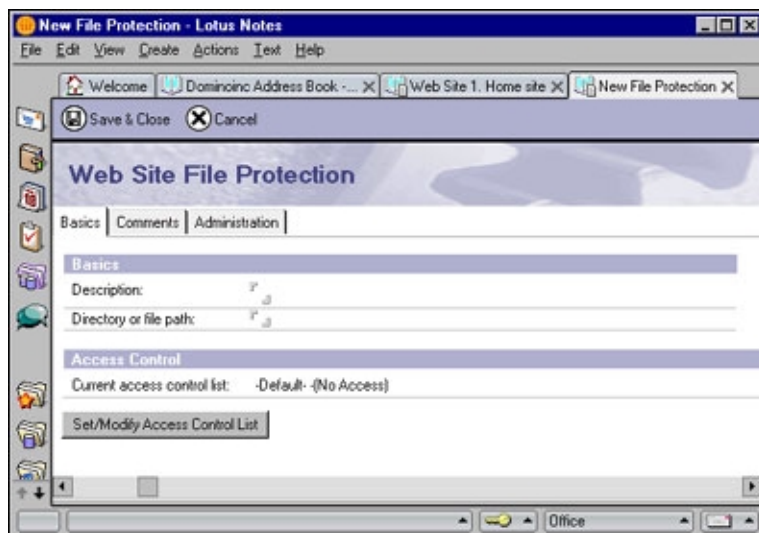 New File Protection - Lotus Notes
File Edit View Create Actions Text Help
Welcome Dominoinc Address Book -... Web Site 1. Home site New File Protection
Save & Close Cancel
Web Site File Protection
Basics Comments Administration
Basics
Description:
Directory or file path:
Access Control
Current access control list: -Default- -(No Access)
Set/Modify Access Control List
Office